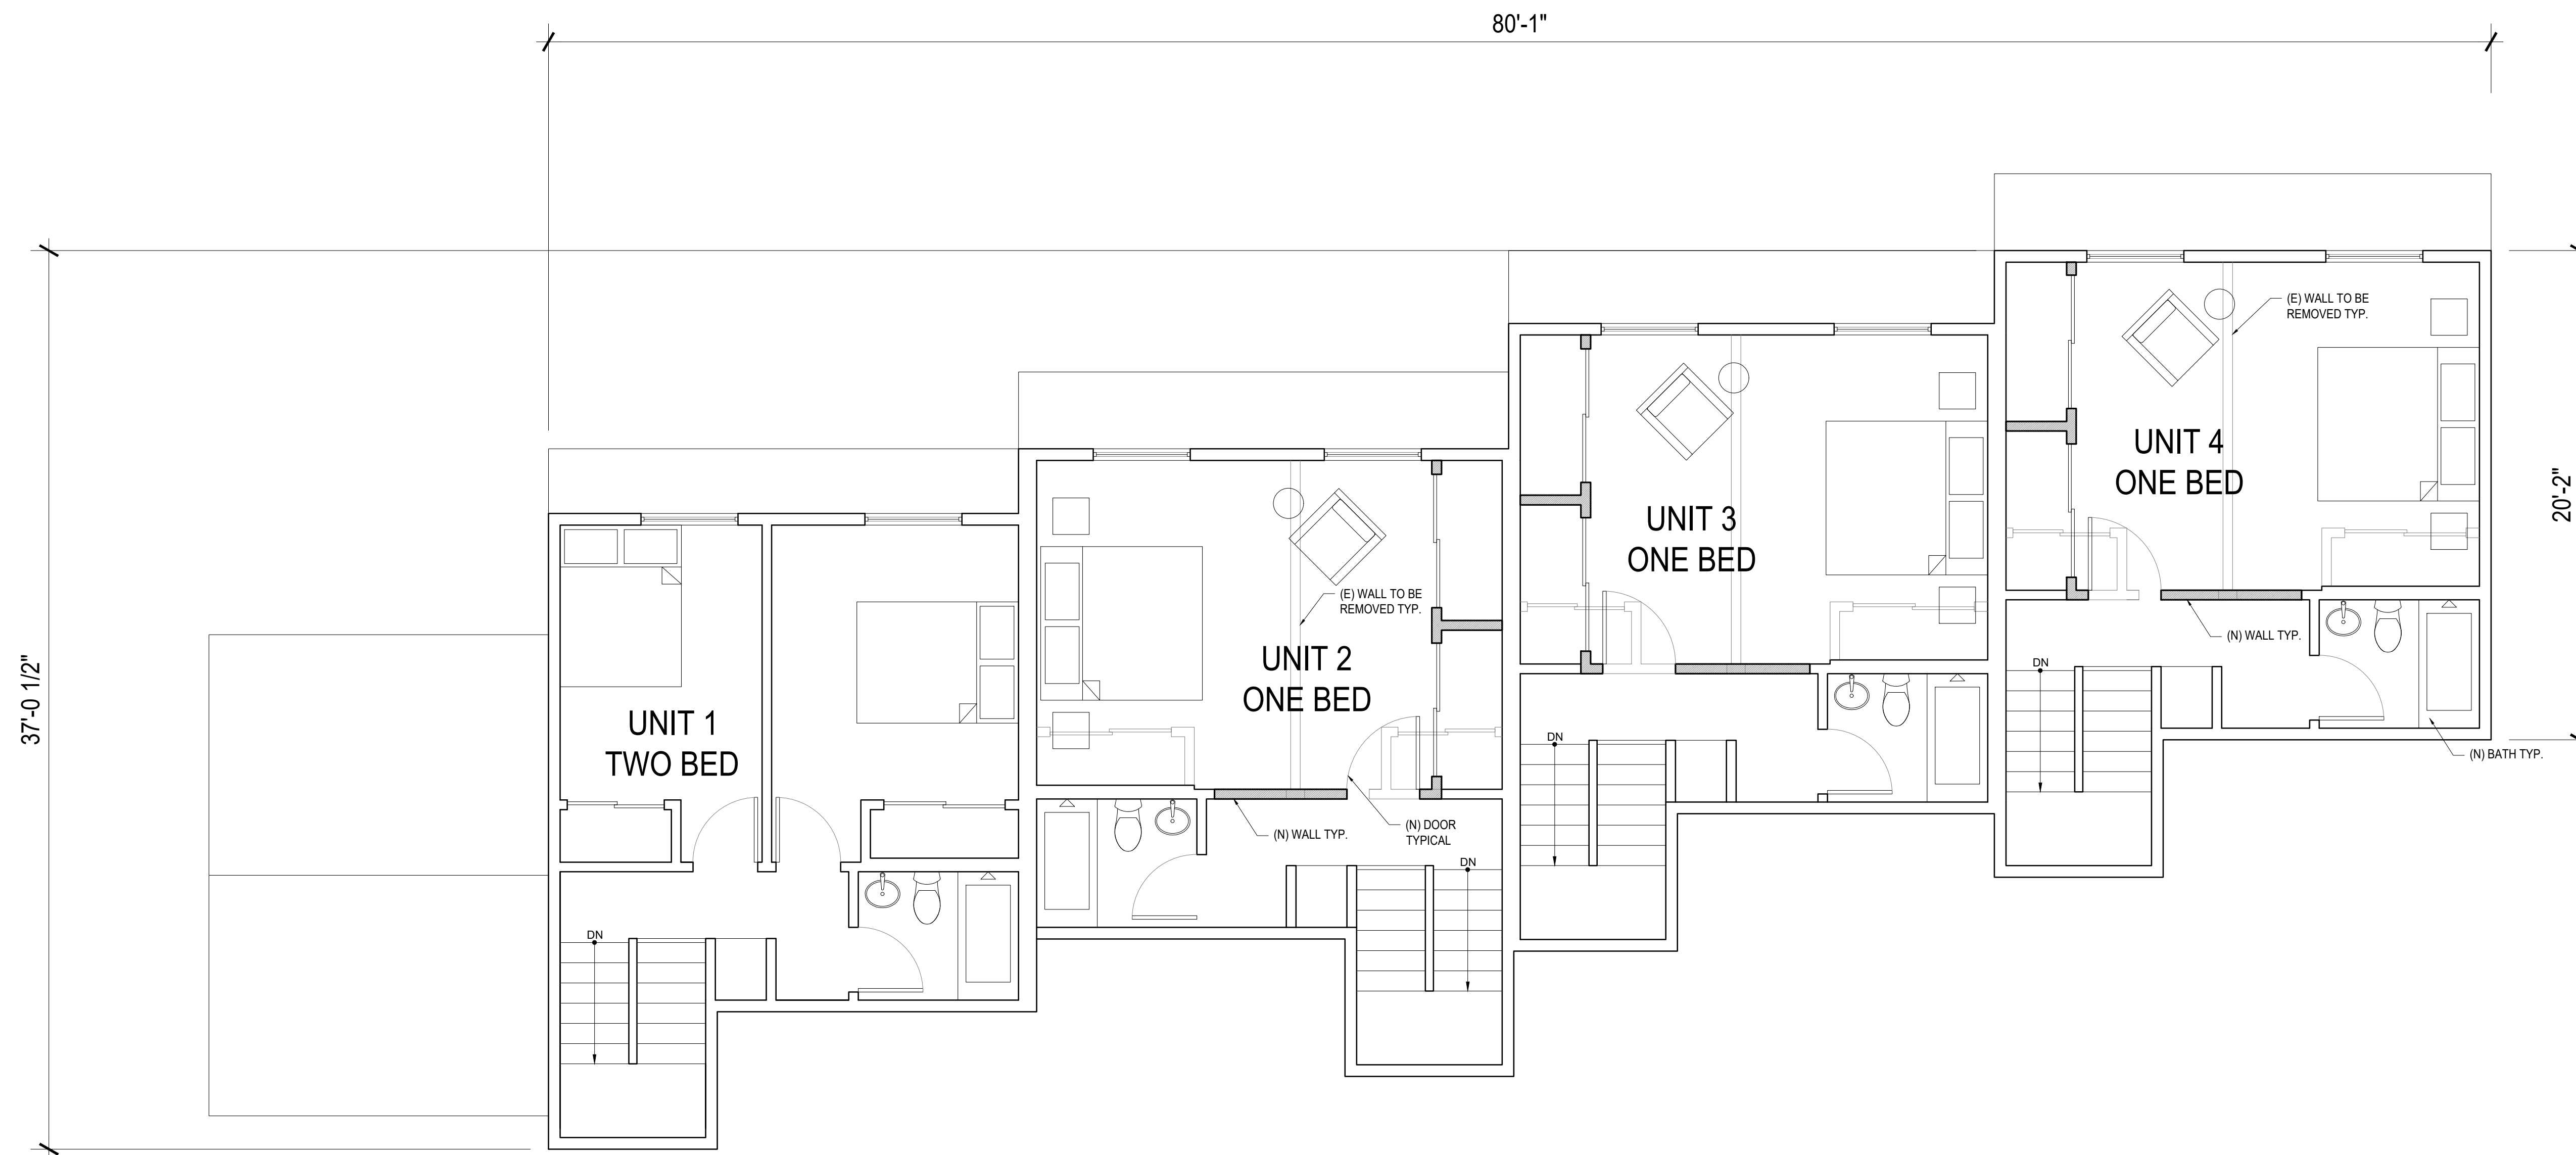 80'-1"
37'-0 1/2"
20'-2"
UNIT 1
TWO BED
DN
UNIT 2
ONE BED
(E) WALL TO BE
REMOVED TYP.
(N) WALL TYP.
(N) DOOR
TYPICAL
DN
UNIT 3
ONE BED
DN
UNIT 4
ONE BED
(E) WALL TO BE
REMOVED TYP.
(N) WALL TYP.
DN
(N) BATH TYP.